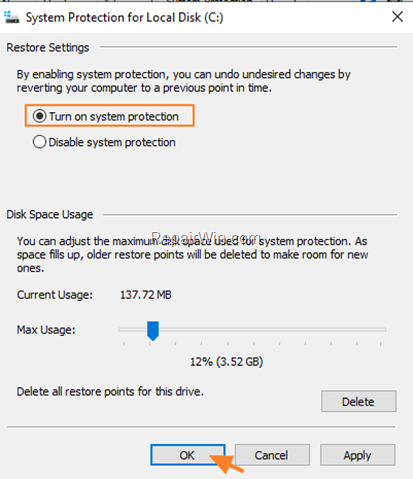 System Protection for Local Disk (C:)
Restore Settings
By enabling system protection, you can undo undesired changes by
reverting your computer to a previous point in time.
Turn on system protection
Disable system protection
Disk Space Usage
RepairWin.com
You can adjust the maximum disk space used for system protection. As
space fills up, older restore points will be deleted to make room for new
ones.
Current Usage: 137.72 MB
Max Usage:
12% (3.52 GB)
Delete all restore points for this drive.
Delete
OK Cancel Apply